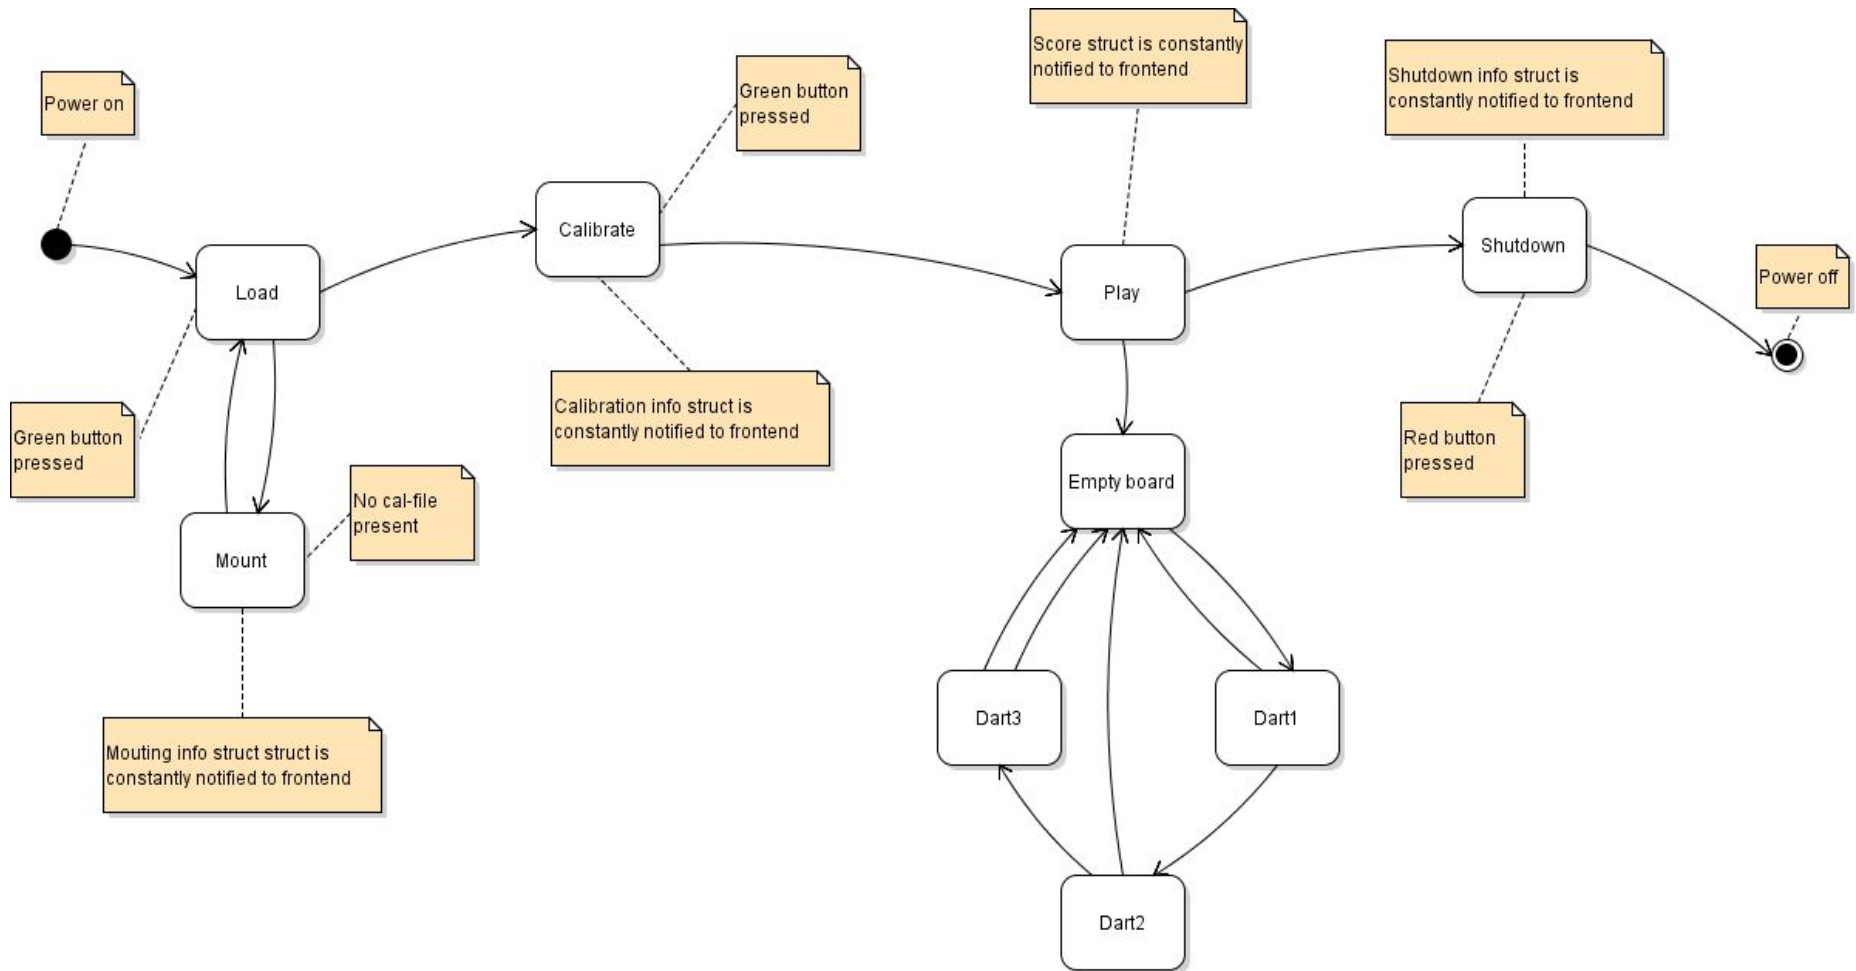 Power on
Green button
pressed
Score struct is constantly
notified to frontend
Shutdown info struct is
constantly notified to frontend
Calibrate
Load
Play
Shutdown
Power off
Green button
pressed
Calibration info struct is
constantly notified to frontend
Red button
pressed
No cal-file
present
Empty board
Mount
Mouting info struct struct is
constantly notified to frontend
Dart3
Dart1
Dart2